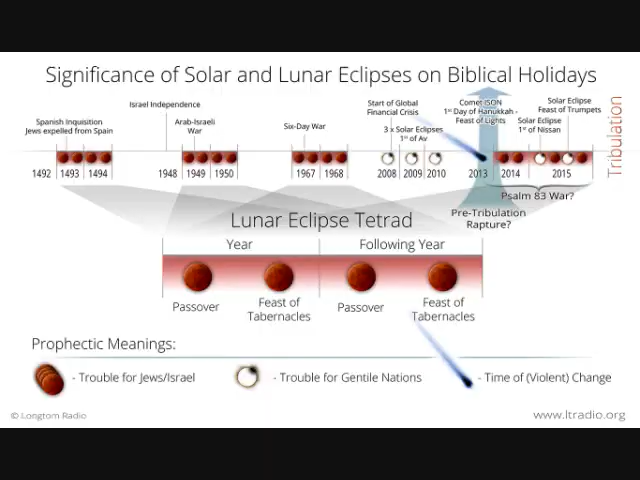 Significance of Solar and Lunar Eclipses on Biblical Holidays
Spanish Inquisition
Jews expelled from Spain
Israel Independence
Arab-Israeli
War
Six-Day War
Start of Global
Financial Crisis
3 x Solar Eclipses
1st of Av
Comet ISON
1st Day of Hanukkah -
Feast of Lights
Solar Eclipse
1st of Nissan
Solar Eclipse
Feast of Trumpets
Tribulation
1492 1493 1494 1948 1949 1950 1967 1968 2008 2009 2010 2013 2014 2015
Psalm 83 War?
Pre-Tribulation
Rapture?
Lunar Eclipse Tetrad
Year Following Year
Passover Feast of
Tabernacles Passover Feast of
Tabernacles
Prophectic Meanings:
- Trouble for Jews/Israel - Trouble for Gentile Nations - Time of (Violent) Change
© Longtom Radio www.ltradio.org